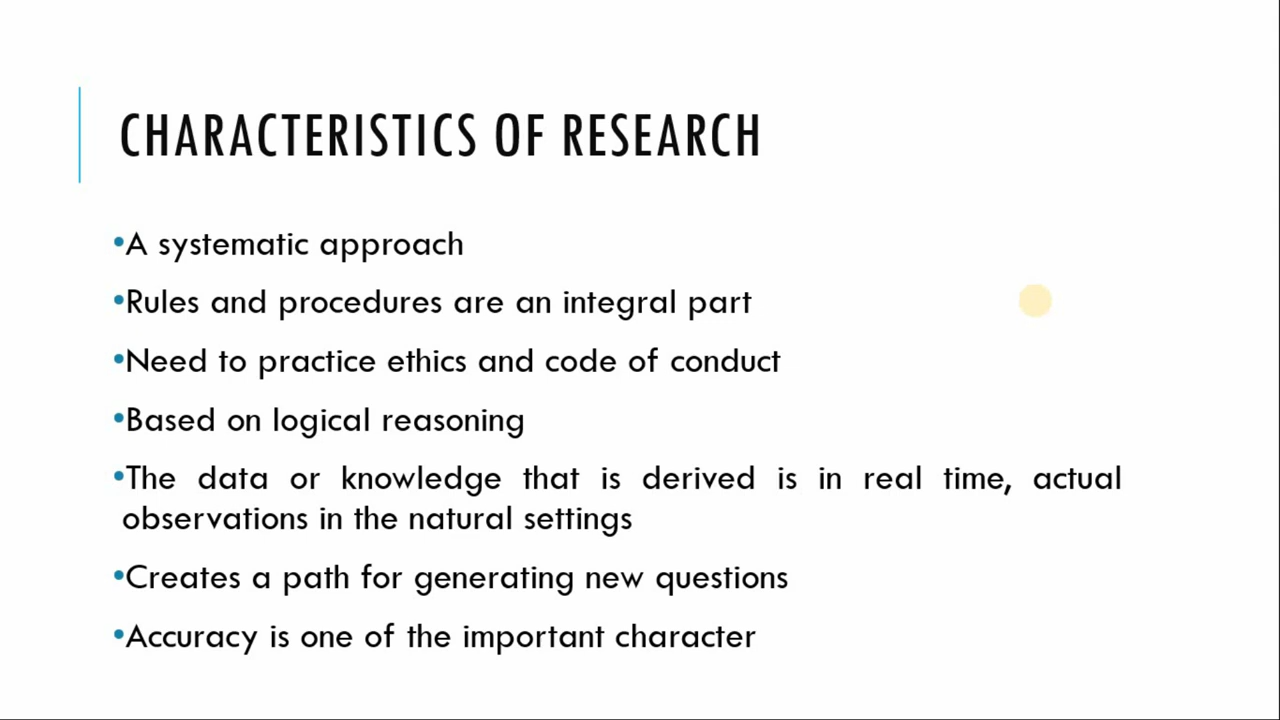 CHARACTERISTICS OF RESEARCH
•A systematic approach
•Rules and procedures are an integral part
•Need to practice ethics and code of conduct
•Based on logical reasoning
•The data or knowledge that is derived is in real time, actual
observations in the natural settings
•Creates a path for generating new questions
•Accuracy is one of the important character